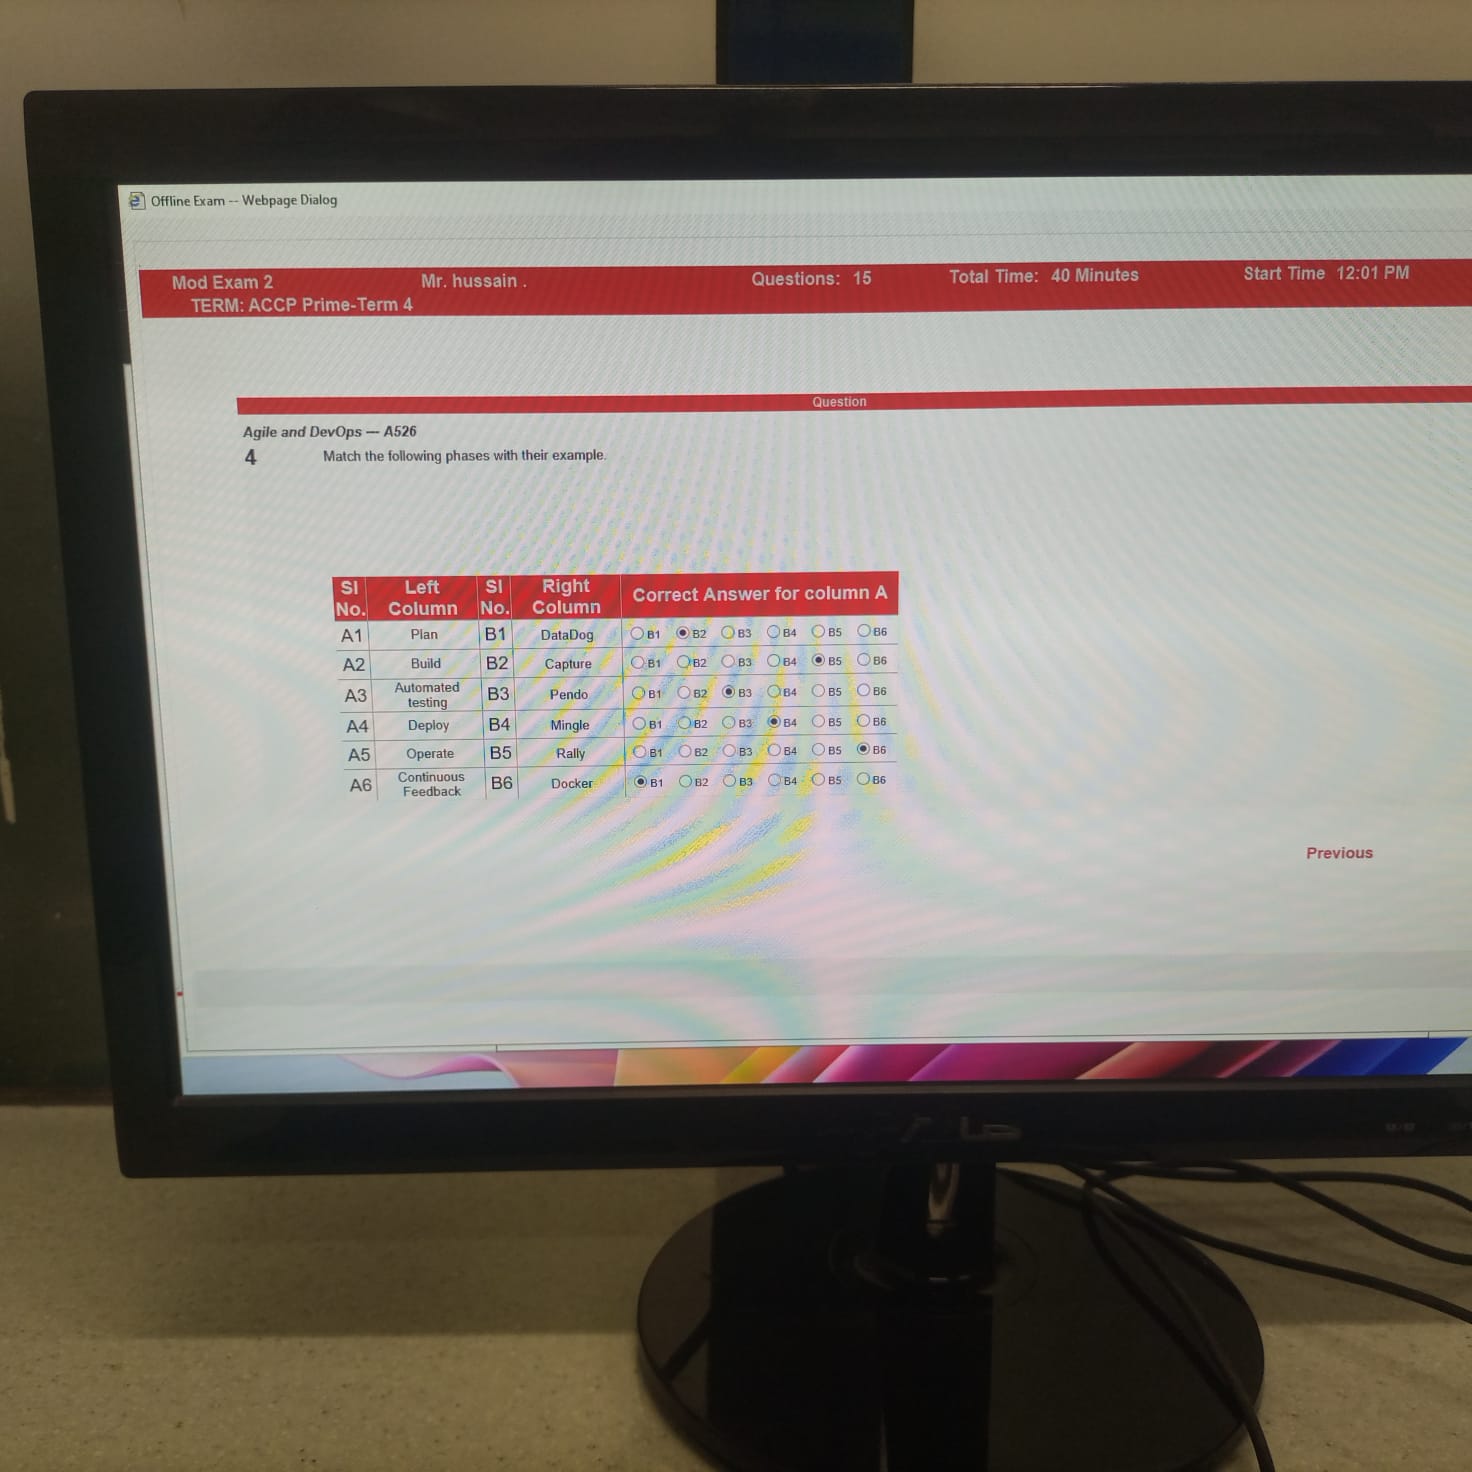 Offline Exam -- Webpage Dialog
Mod Exam 2 Mr. hussain . Questions: 15 Total Time: 40 Minutes Start Time 12:01 PM
TERM: ACCP Prime-Term 4
Question
Agile and DevOps — A526
4 Match the following phases with their example.
Sl No. Left Column Sl No. Right Column Correct Answer for column A
A1 Plan B1 DataDog B1 B2 B3 B4 B5 B6
A2 Build B2 Capture B1 B2 B3 B4 B5 B6
A3 Automated testing B3 Pendo B1 B2 B3 B4 B5 B6
A4 Deploy B4 Mingle B1 B2 B3 B4 B5 B6
A5 Operate B5 Rally B1 B2 B3 B4 B5 B6
A6 Continuous Feedback B6 Docker B1 B2 B3 B4 B5 B6
Previous